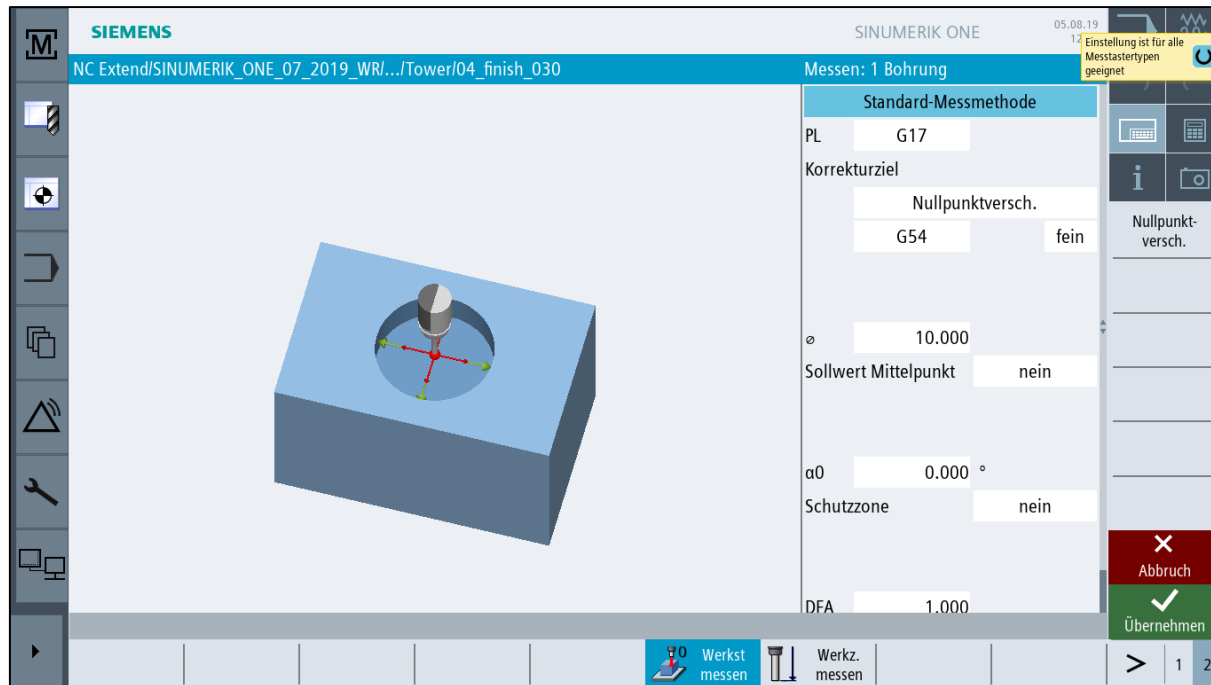 SIEMENS
SINUMERIK ONE
05.08.19
Einstellung ist für alle
Messtastertypen
geeignet
NC Extend/SINUMERIK_ONE_07_2019_WR/.../Tower/04_finish_030
Messen: 1 Bohrung
Standard-Messmethode
PL G17
Korrekturziel
Nullpunktversch.
G54 fein
⌀ 10.000
Sollwert Mittelpunkt nein
α0 0.000 °
Schutzzone nein
DFA 1.000
Nullpunkt-
versch.
Abbruch
Übernehmen
Werkst
messen
Werkz.
messen
> 1 2